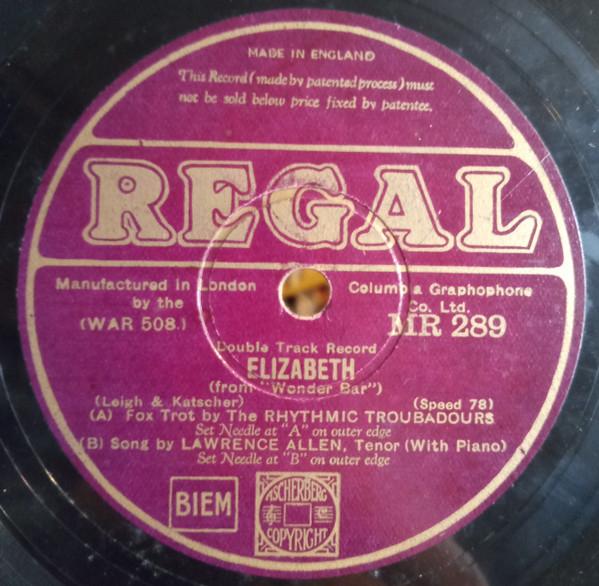 MADE IN ENGLAND
This Record (made by patented process) must
not be sold below price fixed by patentee.
REGAL
Manufactured in London Columbia Graphophone
by the Co. Ltd.
(WAR 508.) MR 289
Double Track Record
ELIZABETH
(from "Wonder Bar")
(Leigh & Katscher) (Speed 78)
(A) Fox Trot by The RHYTHMIC TROUBADOURS
Set Needle at "A" on outer edge
(B) Song by LAWRENCE ALLEN, Tenor (With Piano)
Set Needle at "B" on outer edge
BIEM
ASCHERBERG
COPYRIGHT